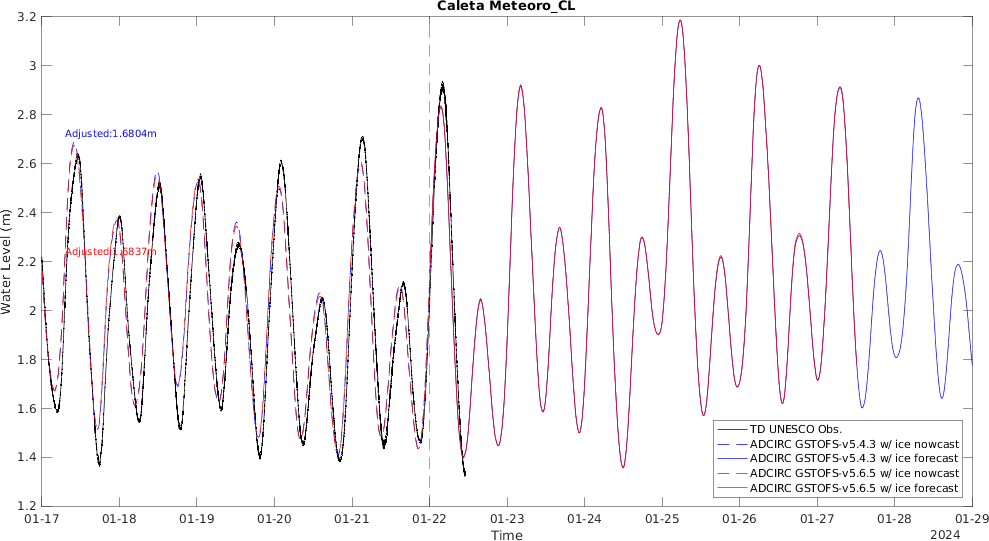 Caleta Meteoro_CL
3.2
3
2.8
2.6
2.4
2.2
2
1.8
1.6
1.4
1.2
Water Level (m)
Adjusted:1.6804m
Adjusted:1.6837m
TD UNESCO Obs.
ADCIRC GSTOFS-v5.4.3 w/ ice nowcast
ADCIRC GSTOFS-v5.4.3 w/ ice forecast
ADCIRC GSTOFS-v5.6.5 w/ ice nowcast
ADCIRC GSTOFS-v5.6.5 w/ ice forecast
01-17 01-18 01-19 01-20 01-21 01-22 01-23 01-24 01-25 01-26 01-27 01-28 01-29
Time
2024